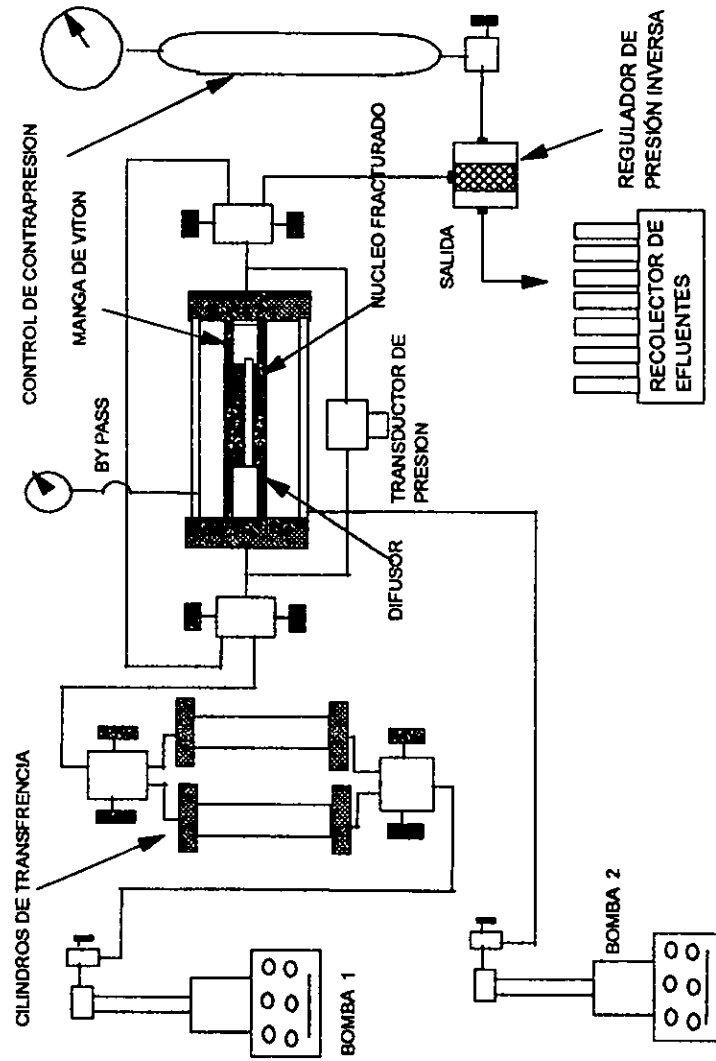 CILINDROS DE TRANSFRENCIA
BOMBA 1
BOMBA 2
BY PASS
CONTROL DE CONTRAPRESION
MANGA DE VITON
NUCLEO FRACTURADO
DIFUSOR
TRANSDUCTOR DE
PRESION
SALIDA
REGULADOR DE
PRESIÓN INVERSA
RECOLECTOR DE
EFLUENTES